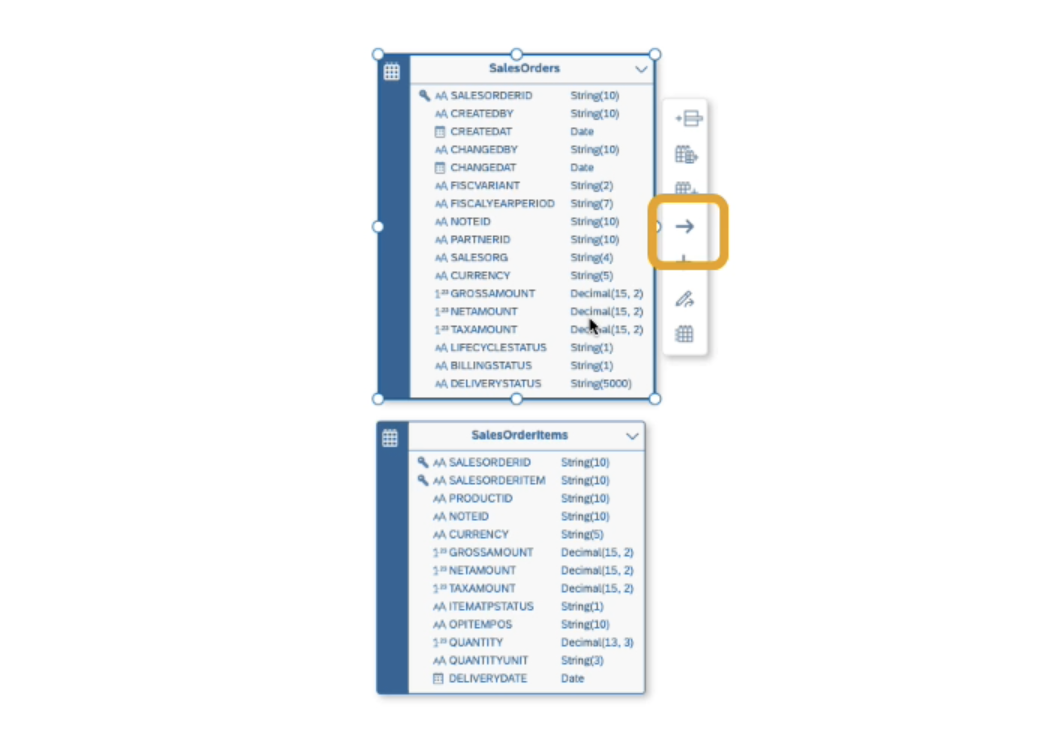 SalesOrders
SALESORDERID String(10)
CREATEDBY String(10)
CREATEDAT Date
CHANGEDBY String(10)
CHANGEDAT Date
FISCVARIANT String(2)
FISCALYEARPERIOD String(7)
NOTEID String(10)
PARTNERID String(10)
SALESORG String(4)
CURRENCY String(5)
GROSSAMOUNT Decimal(15, 2)
NETAMOUNT Decimal(15, 2)
TAXAMOUNT Decimal(15, 2)
LIFECYCLESTATUS String(1)
BILLINGSTATUS String(1)
DELIVERYSTATUS String(5000)
SalesOrderItems
SALESORDERID String(10)
SALESORDERITEM String(10)
PRODUCTID String(10)
NOTEID String(10)
CURRENCY String(5)
GROSSAMOUNT Decimal(15, 2)
NETAMOUNT Decimal(15, 2)
TAXAMOUNT Decimal(15, 2)
ITEMATPSTATUS String(1)
OPITEMPOS String(10)
QUANTITY Decimal(13, 3)
QUANTITYUNIT String(3)
DELIVERYDATE Date